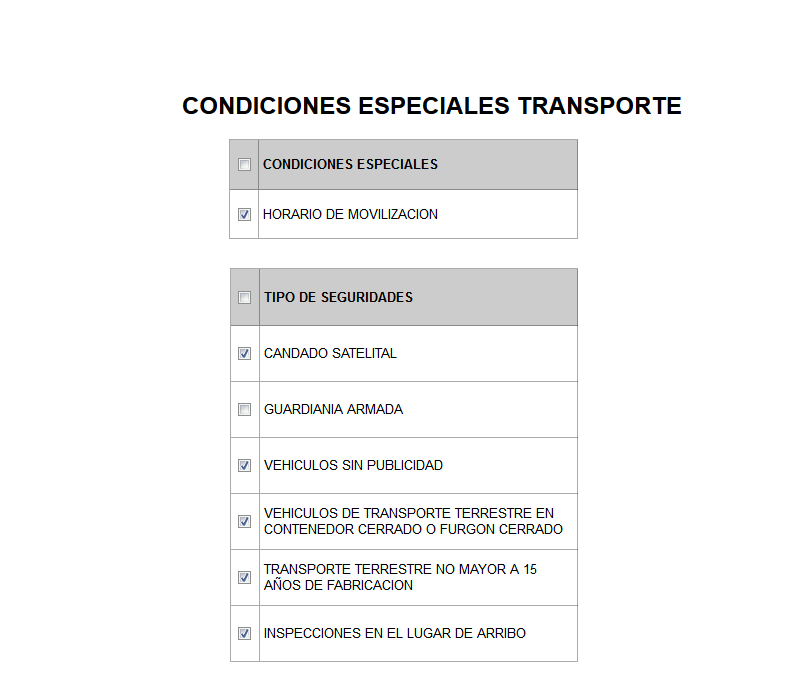 CONDICIONES ESPECIALES TRANSPORTE
CONDICIONES ESPECIALES
HORARIO DE MOVILIZACION
TIPO DE SEGURIDADES
CANDADO SATELITAL
GUARDIANIA ARMADA
VEHICULOS SIN PUBLICIDAD
VEHICULOS DE TRANSPORTE TERRESTRE EN
CONTENEDOR CERRADO O FURGON CERRADO
TRANSPORTE TERRESTRE NO MAYOR A 15
AÑOS DE FABRICACION
INSPECCIONES EN EL LUGAR DE ARRIBO